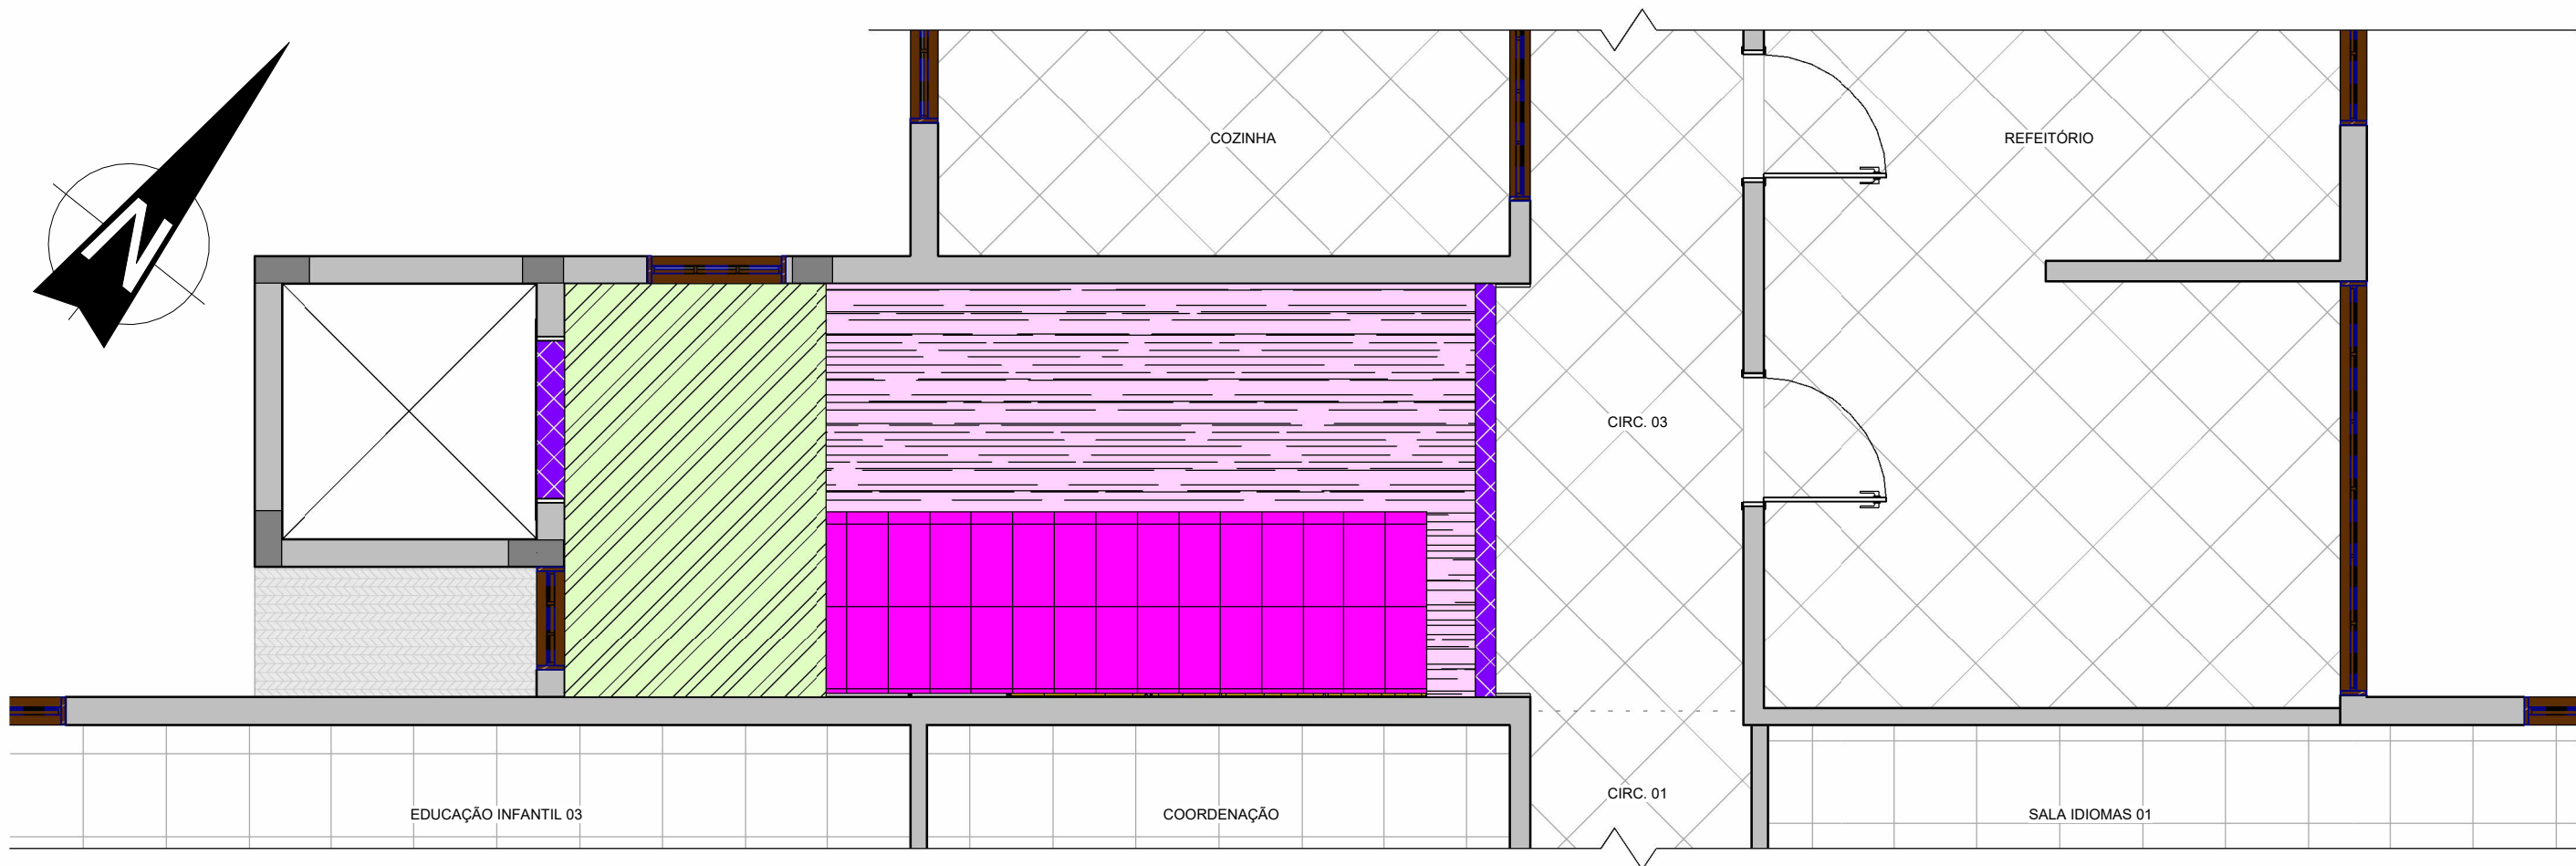 COZINHA
REFEITÓRIO
N
CIRC. 03
CIRC. 01
EDUCAÇÃO INFANTIL 03
COORDENAÇÃO
SALA IDIOMAS 01